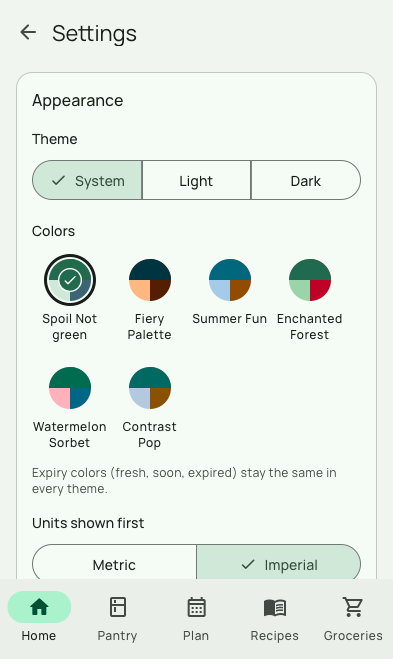 Settings
Appearance
Theme
System Light Dark
Colors
Spoil Not green
Fiery Palette
Summer Fun
Enchanted Forest
Watermelon Sorbet
Contrast Pop
Expiry colors (fresh, soon, expired) stay the same in
every theme.
Units shown first
Metric Imperial
Home Pantry Plan Recipes Groceries